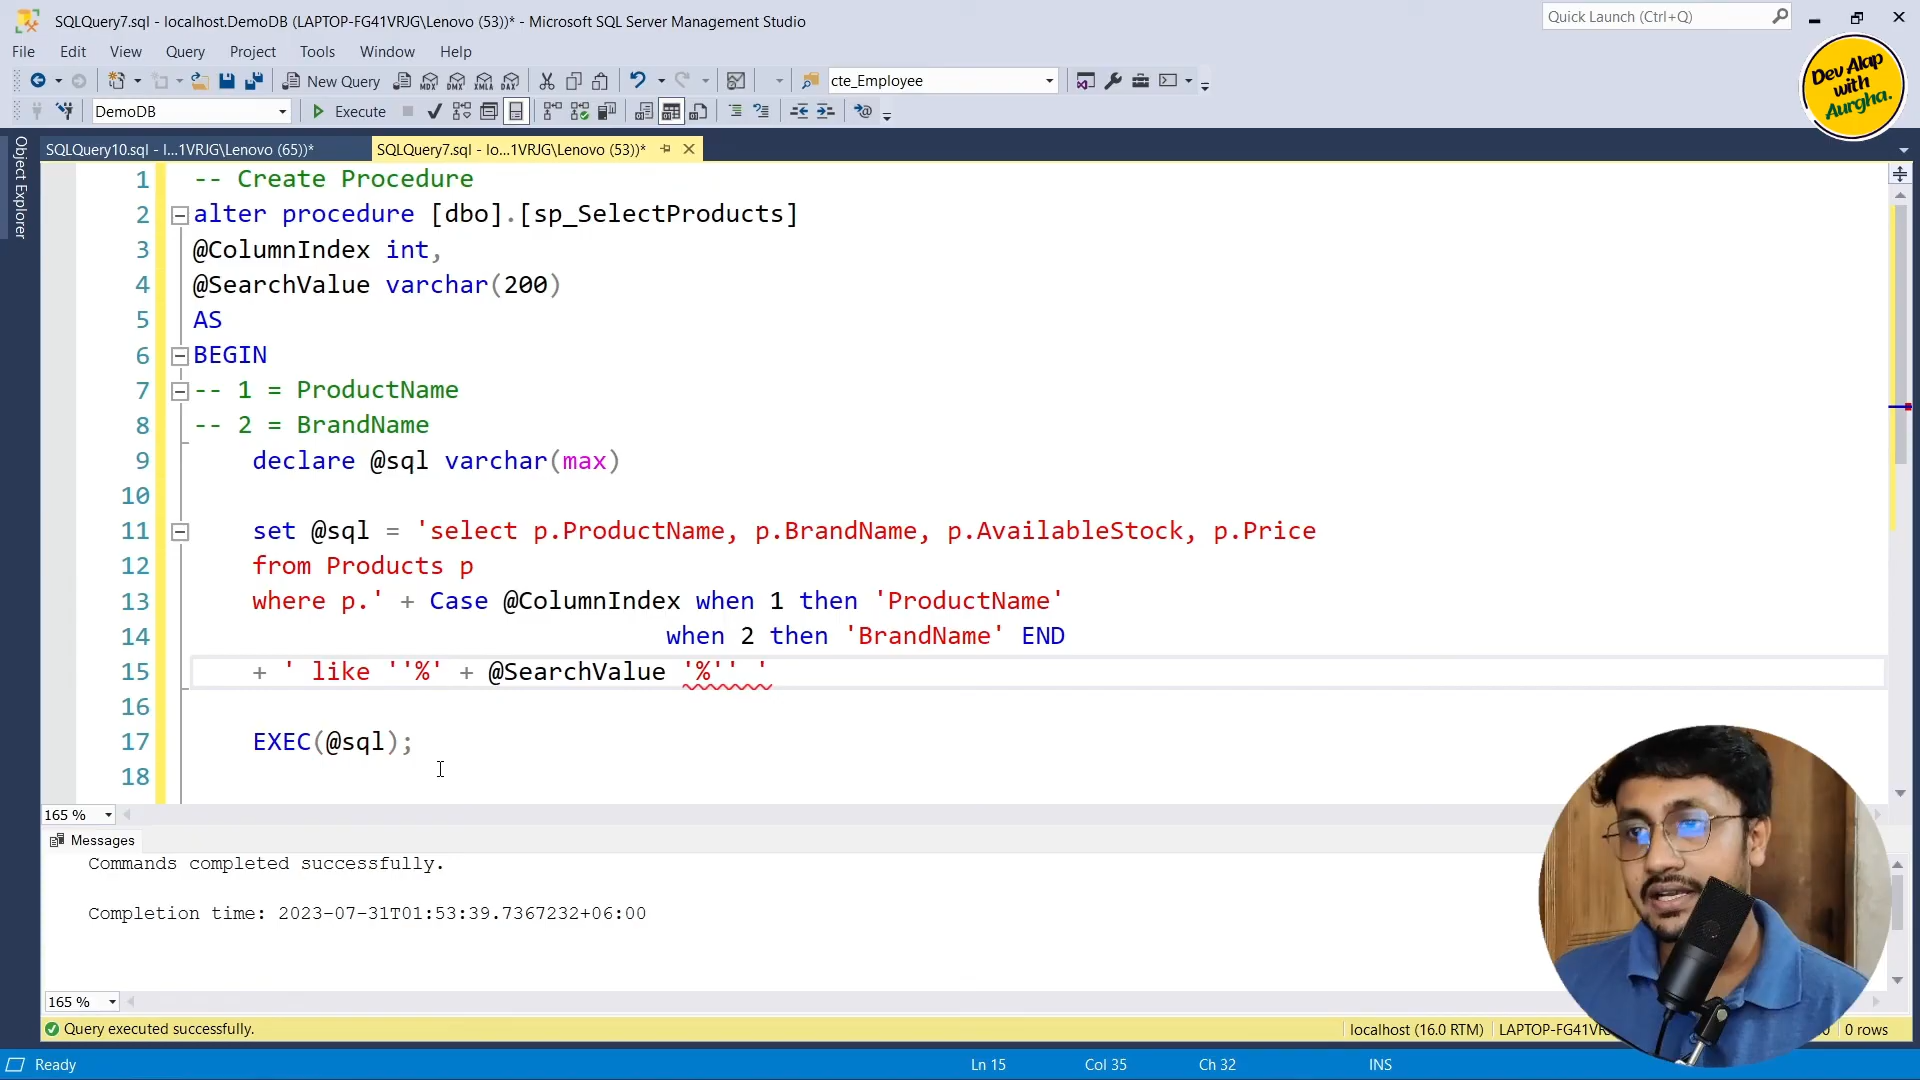 SQLQuery7.sql - localhost.DemoDB (LAPTOP-FG41VRJG\Lenovo (53))* - Microsoft SQL Server Management Studio
Quick Launch (Ctrl+Q)
File Edit View Query Project Tools Window Help
New Query
MDX DMX XMLA DAX
cte_Employee
DemoDB
Execute
Dev Alap
with
Aurgha.
Object Explorer
SQLQuery10.sql - l...1VRJG\Lenovo (65))*
SQLQuery7.sql - lo...1VRJG\Lenovo (53))*
1 -- Create Procedure
2 alter procedure [dbo].[sp_SelectProducts]
3 @ColumnIndex int,
4 @SearchValue varchar(200)
5 AS
6 BEGIN
7 -- 1 = ProductName
8 -- 2 = BrandName
9 declare @sql varchar(max)
10
11 set @sql = 'select p.ProductName, p.BrandName, p.AvailableStock, p.Price
12 from Products p
13 where p.' + Case @ColumnIndex when 1 then 'ProductName'
14 when 2 then 'BrandName' END
15 + ' like ''%' + @SearchValue '%'' '
16
17 EXEC(@sql);
18
165 %
Messages
Commands completed successfully.
Completion time: 2023-07-31T01:53:39.7367232+06:00
165 %
Query executed successfully.
localhost (16.0 RTM)
0 rows
Ready
Ln 15
Col 35
Ch 32
INS